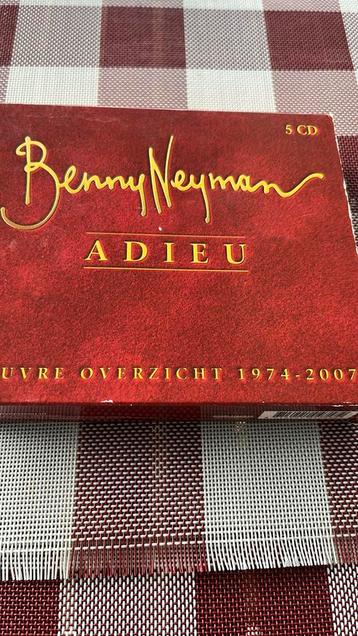 5 CD
Benny Neyman
ADIEU
UVRE OVERZICHT 1974-2007